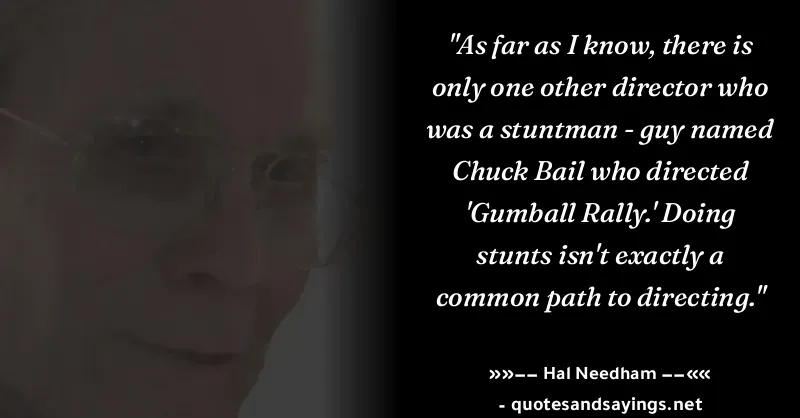 "As far as I know, there is
only one other director who
was a stuntman - guy named
Chuck Bail who directed
'Gumball Rally.' Doing
stunts isn't exactly a
common path to directing."
»»−− Hal Needham −−««
- quotesandsayings.net